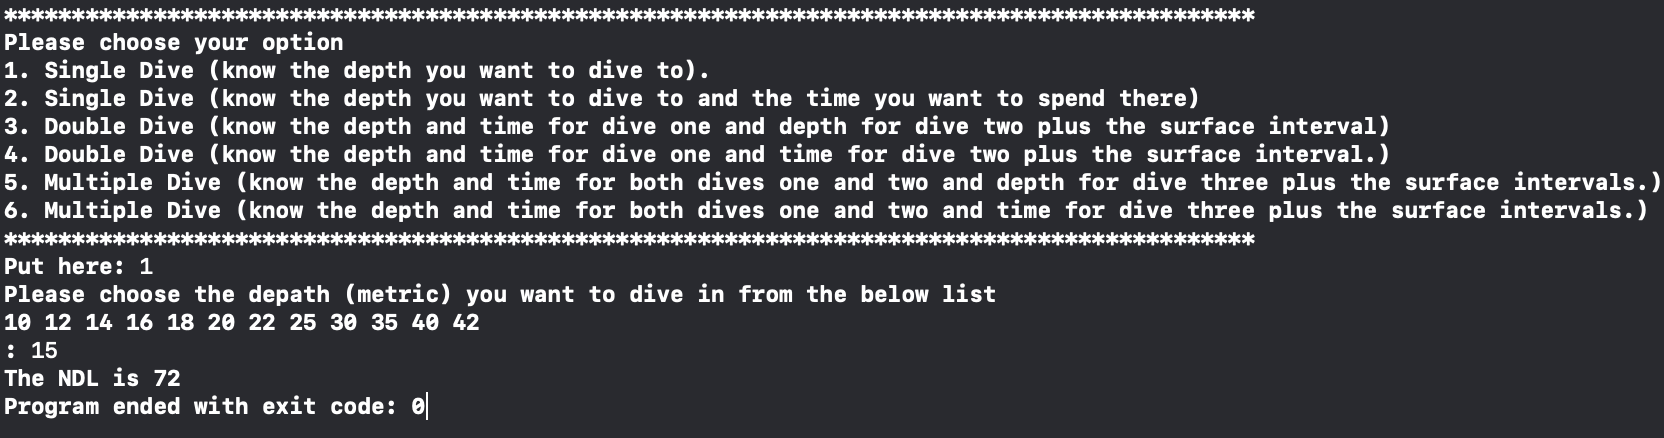 ********************************************************************************************
Please choose your option
1. Single Dive (know the depth you want to dive to).
2. Single Dive (know the depth you want to dive to and the time you want to spend there)
3. Double Dive (know the depth and time for dive one and depth for dive two plus the surface interval)
4. Double Dive (know the depth and time for dive one and time for dive two plus the surface interval.)
5. Multiple Dive (know the depth and time for both dives one and two and depth for dive three plus the surface intervals.)
6. Multiple Dive (know the depth and time for both dives one and two and time for dive three plus the surface intervals.)
********************************************************************************************
Put here: 1
Please choose the depath (metric) you want to dive in from the below list
10 12 14 16 18 20 22 25 30 35 40 42
: 15
The NDL is 72
Program ended with exit code: 0